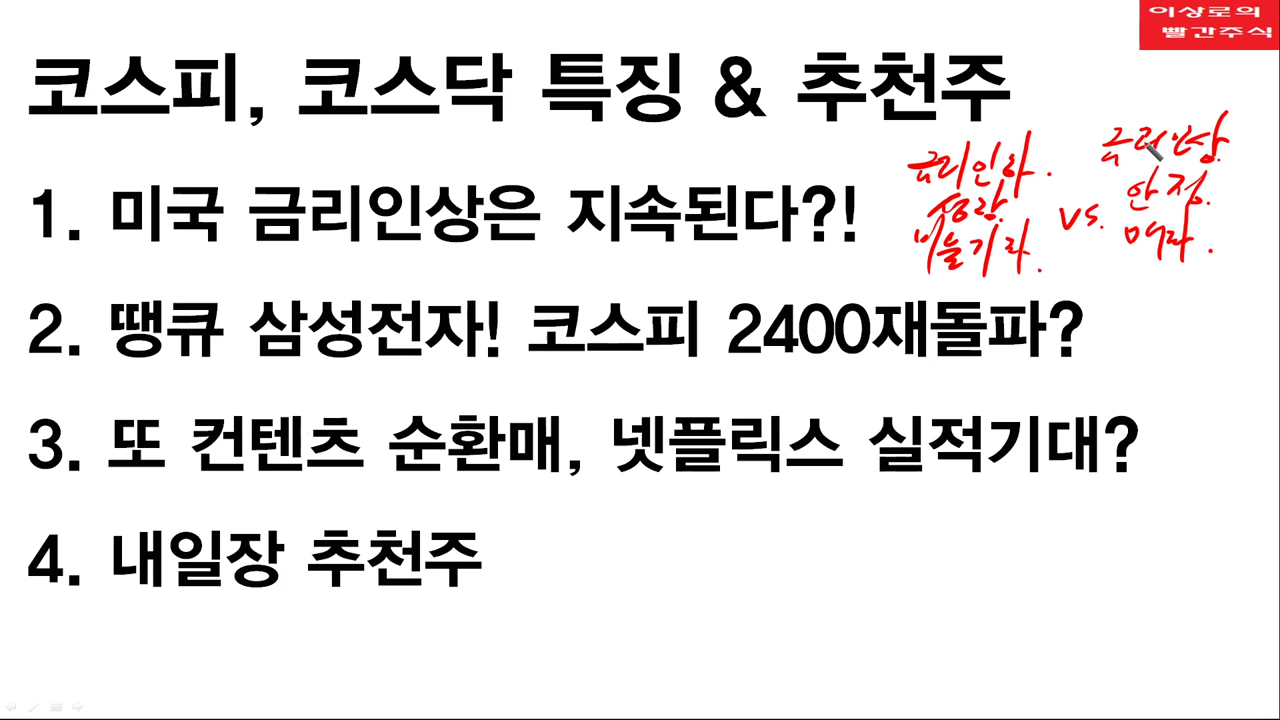 이상로의
빨간주식
코스피, 코스닥 특징 & 추천주
금리인하. vs. 금리인상.
안정.
비둘기파. 매파.
1. 미국 금리인상은 지속된다?!
2. 땡큐 삼성전자! 코스피 2400재돌파?
3. 또 컨텐츠 순환매, 넷플릭스 실적기대?
4. 내일장 추천주